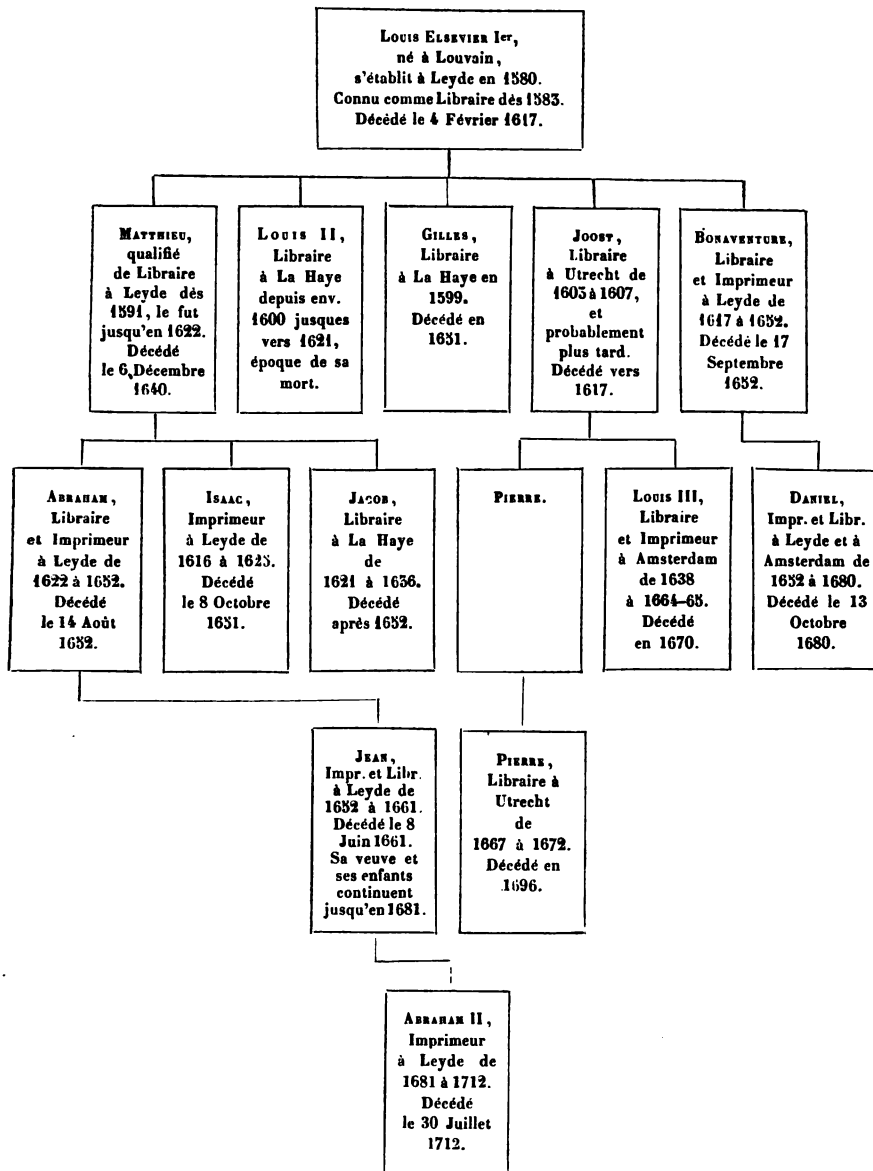 Louis Elsevier Ier,
né à Louvain,
s'établit à Leyde en 1580.
Connu comme Libraire dès 1583.
Décédé le 4 Février 1617.
Matthieu,
qualifié
de Libraire
à Leyde dès
1591, le fut
jusqu'en 1622.
Décédé
le 6 Décembre
1640.
Louis II,
Libraire
à La Haye
depuis env.
1600 jusques
vers 1621,
époque de sa
mort.
Gilles,
Libraire
à La Haye en
1599.
Décédé en
1651.
Joost,
Libraire
à Utrecht de
1603 à 1607,
et
probablement
plus tard.
Décédé vers
1617.
Bonaventure,
Libraire
et Imprimeur
à Leyde de
1617 à 1652.
Décédé le 17
Septembre
1652.
Abraham,
Libraire
et Imprimeur
à Leyde de
1622 à 1652.
Décédé
le 14 Août
1652.
Isaac,
Imprimeur
à Leyde de
1616 à 1625.
Décédé
le 8 Octobre
1651.
Jacob,
Libraire
à La Haye
de
1621 à 1636.
Décédé
après 1652.
Pierre.
Louis III,
Libraire
et Imprimeur
à Amsterdam
de 1638
à 1664-65.
Décédé
en 1670.
Daniel,
Impr. et Libr.
à Leyde et à
Amsterdam de
1652 à 1680.
Décédé le 13
Octobre
1680.
Jean,
Impr. et Libr.
à Leyde de
1652 à 1661.
Décédé le 8
Juin 1661.
Sa veuve et
ses enfants
continuent
jusqu'en 1681.
Pierre,
Libraire à
Utrecht
de
1667 à 1672.
Décédé en
1696.
Abraham II,
Imprimeur
à Leyde de
1681 à 1712.
Décédé
le 30 Juillet
1712.